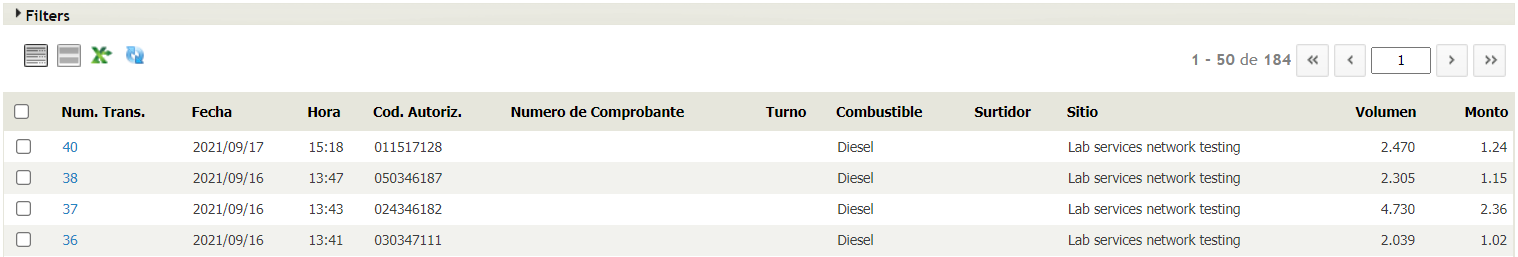 Filters
1 - 50 de 184 1
Num. Trans. Fecha Hora Cod. Autoriz. Numero de Comprobante Turno Combustible Surtidor Sitio Volumen Monto
40 2021/09/17 15:18 011517128 Diesel Lab services network testing 2.470 1.24
38 2021/09/16 13:47 050346187 Diesel Lab services network testing 2.305 1.15
37 2021/09/16 13:43 024346182 Diesel Lab services network testing 4.730 2.36
36 2021/09/16 13:41 030347111 Diesel Lab services network testing 2.039 1.02